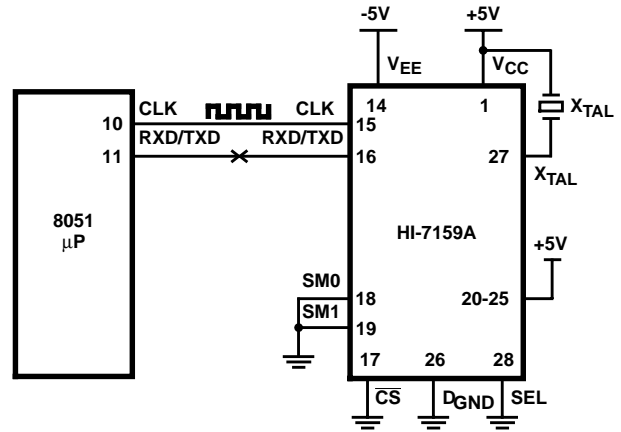 -5V +5V
VEE VCC
14 1
XTAL
10 CLK CLK 15
RXD/TXD RXD/TXD
11 16 27
XTAL
8051
μP
HI-7159A
+5V
SM0
18 20-25
SM1
19
17 26 28
CS DGND SEL